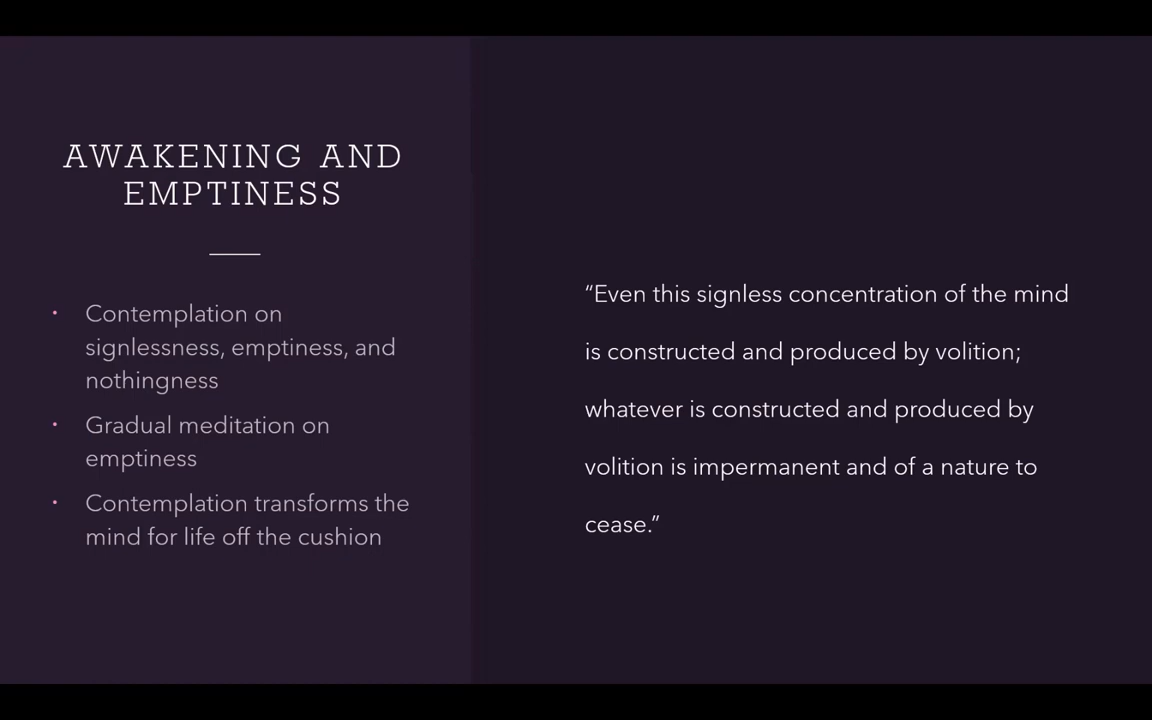 AWAKENING AND
EMPTINESS
• Contemplation on
signlessness, emptiness, and
nothingness
• Gradual meditation on
emptiness
• Contemplation transforms the
mind for life off the cushion
“Even this signless concentration of the mind
is constructed and produced by volition;
whatever is constructed and produced by
volition is impermanent and of a nature to
cease.”